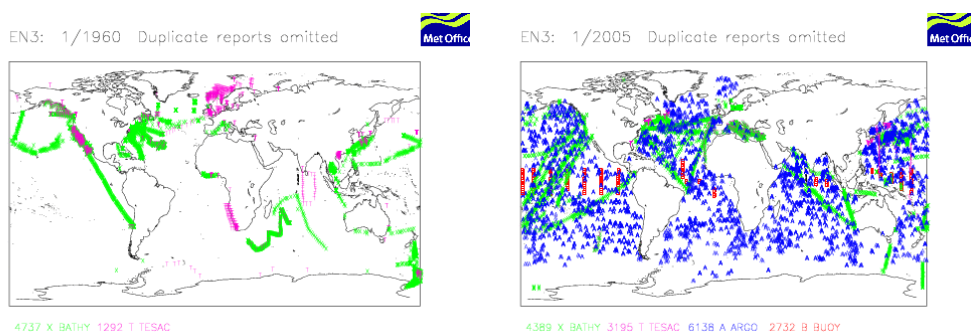 EN3: 1/1960 Duplicate reports omitted
Met Office
4737 X BATHY 1292 T TESAC
EN3: 1/2005 Duplicate reports omitted
Met Office
4389 X BATHY 3195 T TESAC 6138 A ARGO 2732 B BUOY